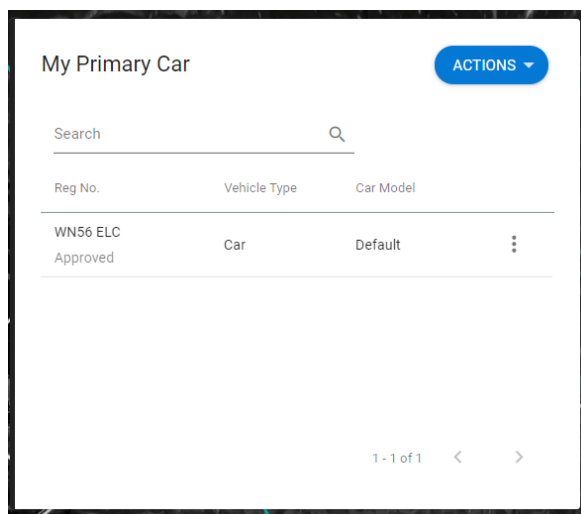 My Primary Car
ACTIONS
Search
Reg No. Vehicle Type Car Model
WN56 ELC
Approved
Car Default
1 - 1 of 1